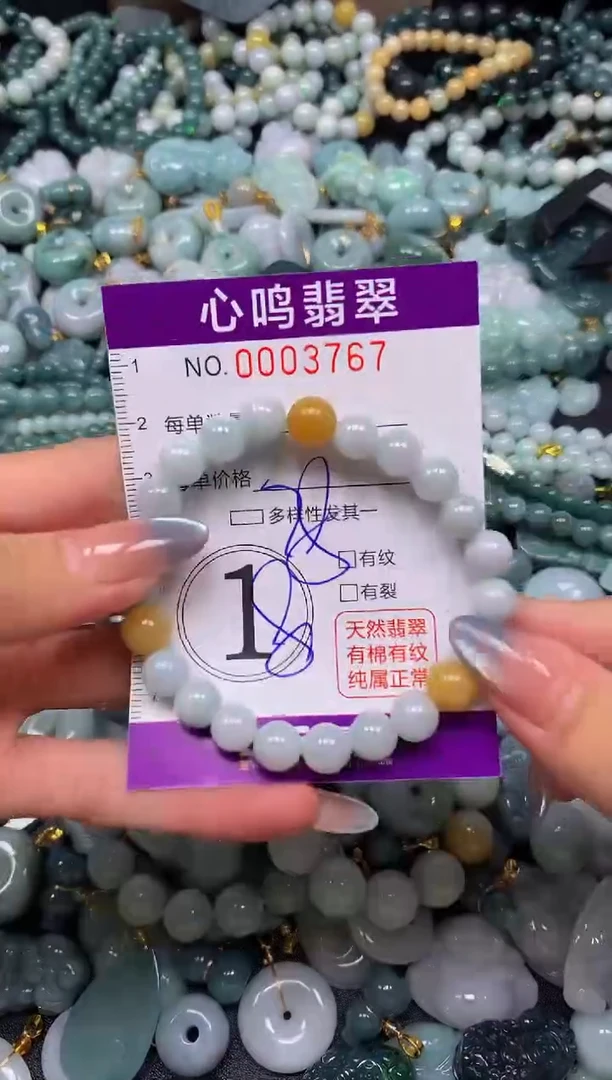 心鸣翡翠
1
NO. 0003767
2
每单
单价格
多样性发其一
有纹
1
有裂
天然翡翠
有棉有纹
纯属正常